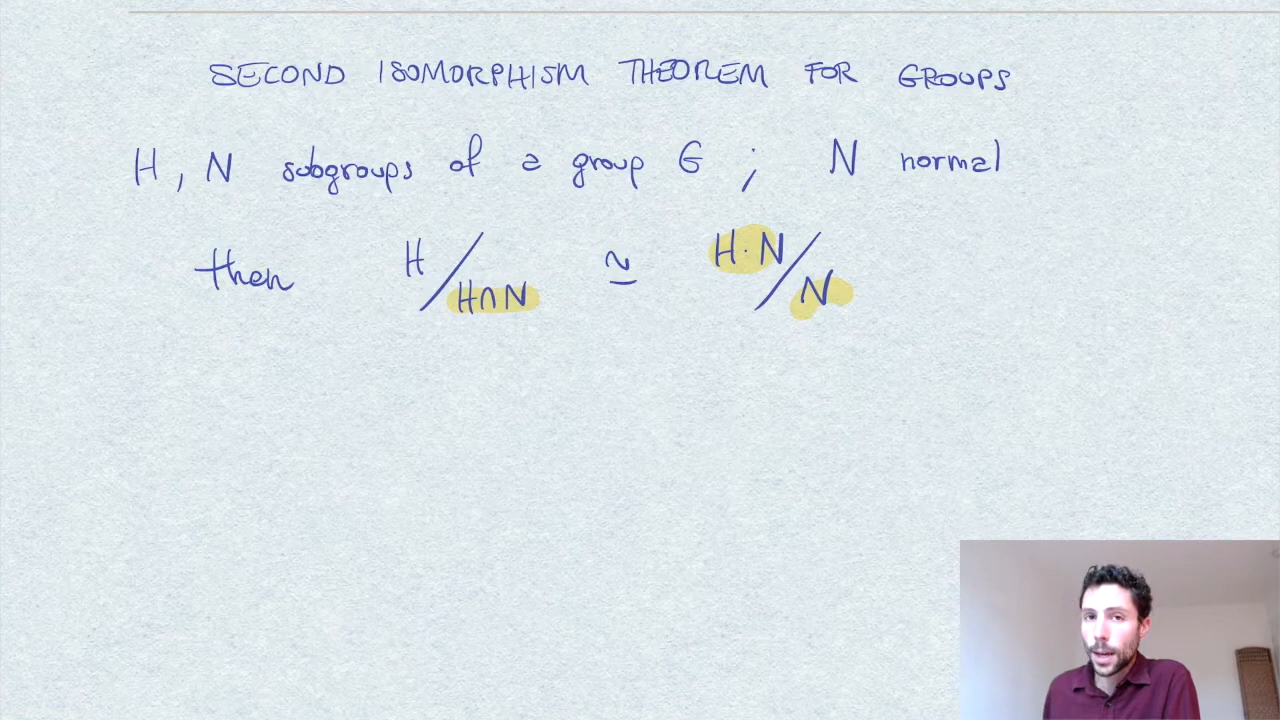 SECOND ISOMORPHISM THEOREM FOR GROUPS
H, N subgroups of a group G ; N normal
then H / H∩N ≃ H·N / N